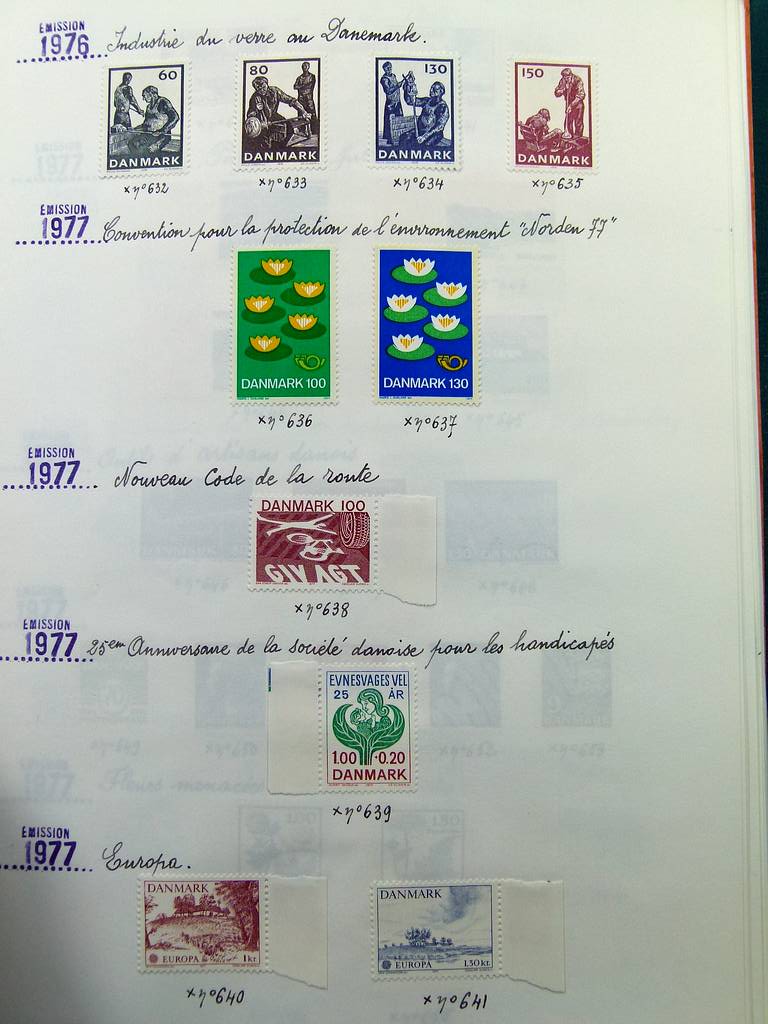 ÉMISSION
1976 Industrie du verre au Danemark.
60 80 130 150
DANMARK DANMARK DANMARK DANMARK
x n°632 x n°633 x n°634 x n°635
ÉMISSION
1977 Convention pour la protection de l'environnement "Norden 77"
DANMARK 100 DANMARK 130
x n°636 x n°637
ÉMISSION
1977 Nouveau Code de la route
DANMARK 100
GIV AGT
x n°638
ÉMISSION
1977 25em Anniversaire de la société danoise pour les handicapés
EVNESVAGES VEL
25 ÅR
1.00 +0.20
DANMARK
x n°639
ÉMISSION
1977 Europa.
DANMARK DANMARK
EUROPA 1kr. EUROPA 1.30 kr.
x n°640 x n°641